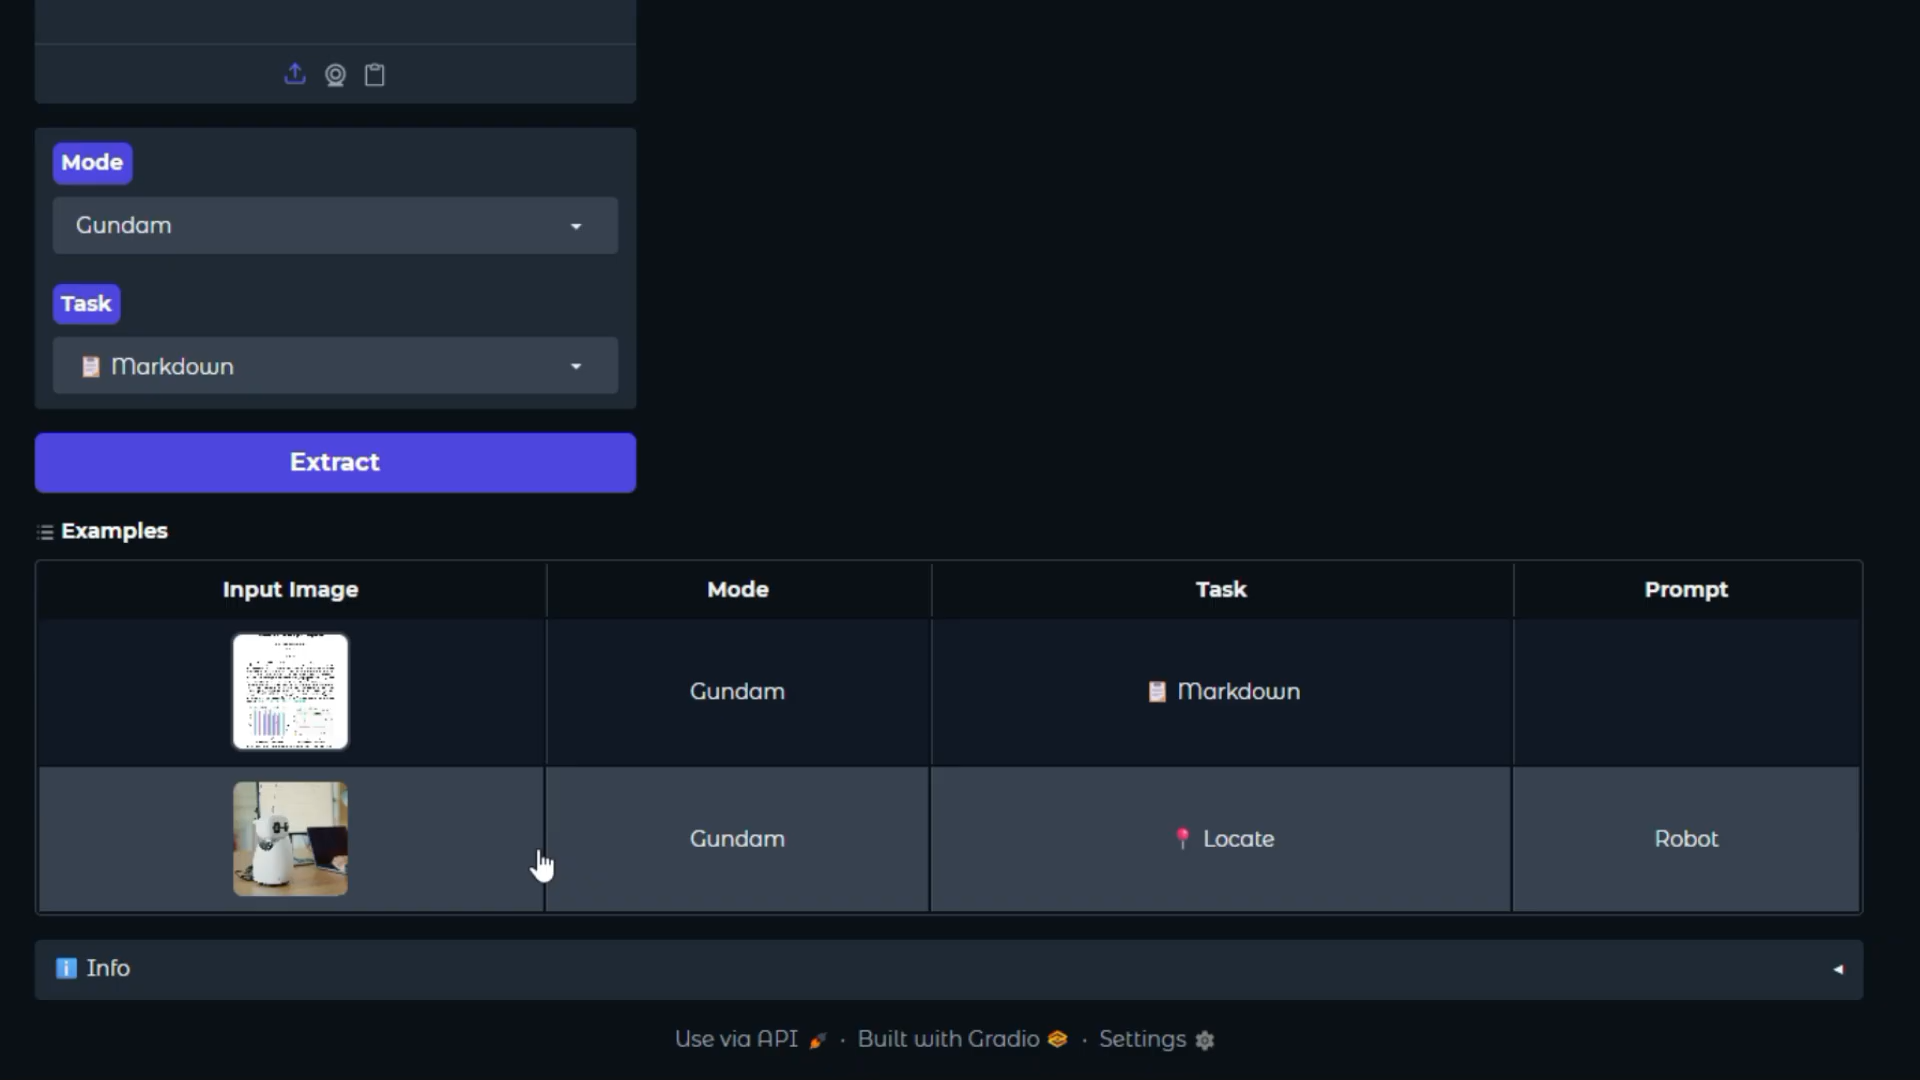 Mode
Gundam
Task
Markdown
Extract
Examples
Input Image Mode Task Prompt
Gundam Markdown
Gundam Locate Robot
Info
Use via API · Built with Gradio · Settings